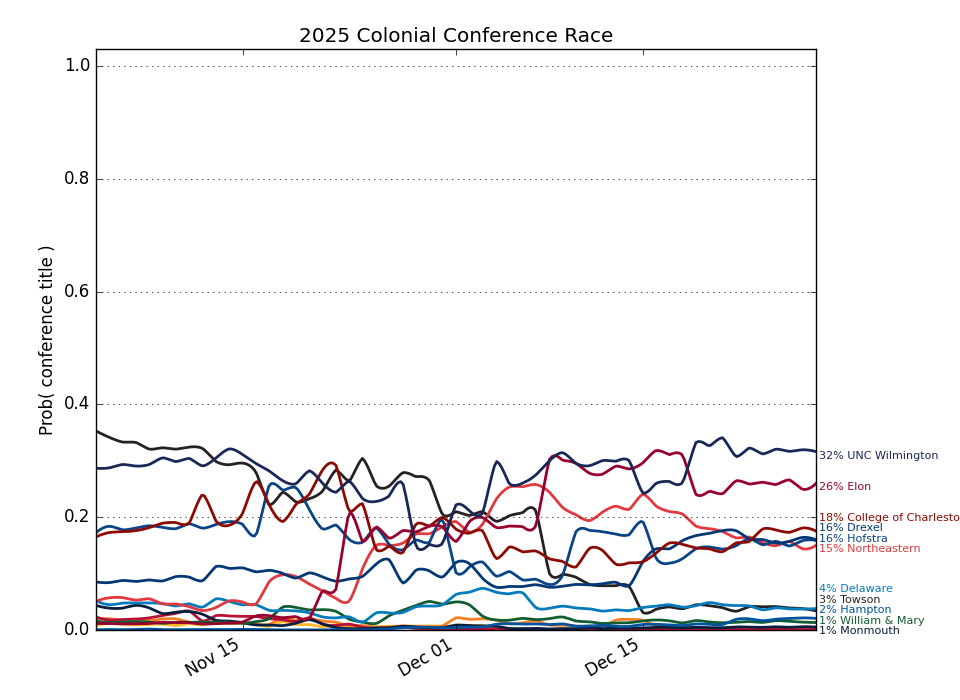 2025 Colonial Conference Race
Prob( conference title )
1.0
0.8
0.6
0.4
0.2
0.0
Nov 15
Dec 01
Dec 15
32% UNC Wilmington
26% Elon
18% College of Charlesto
16% Drexel
16% Hofstra
15% Northeastern
4% Delaware
3% Towson
2% Hampton
1% William & Mary
1% Monmouth